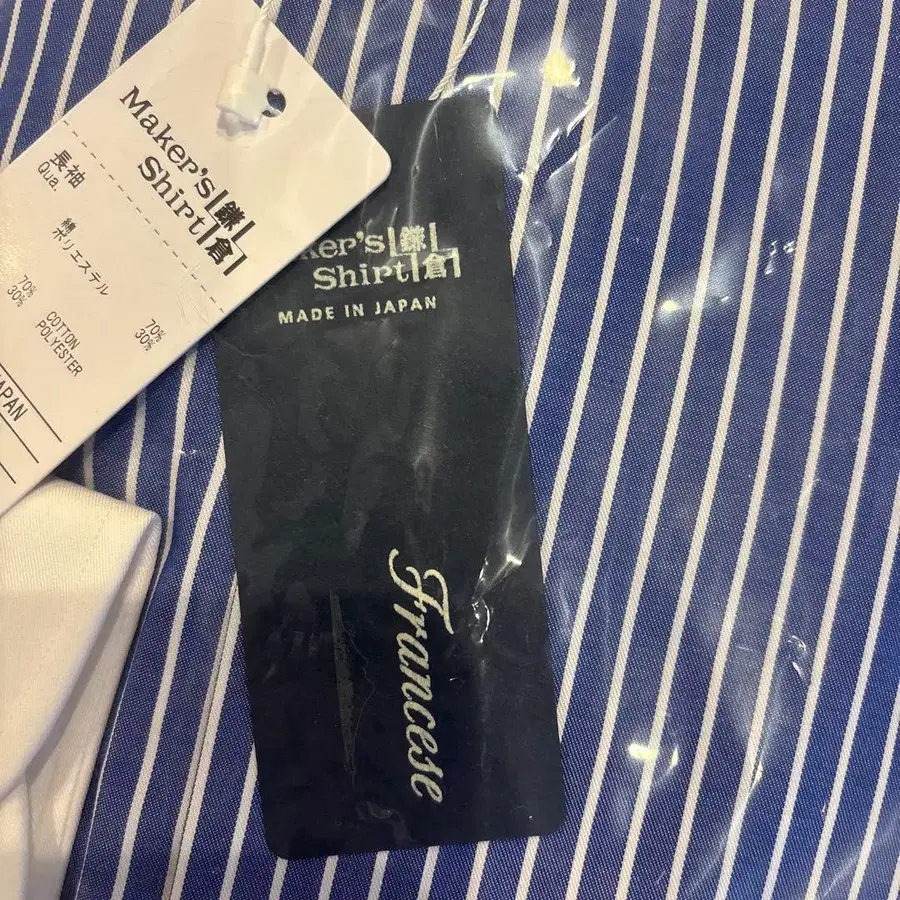 Maker's 鎌
Shirt 倉
長袖
Qua.
綿 70%
ポリエステル 30%
COTTON 70%
POLYESTER 30%
JAPAN
ker's 鎌
Shirt 倉
MADE IN JAPAN
Francese